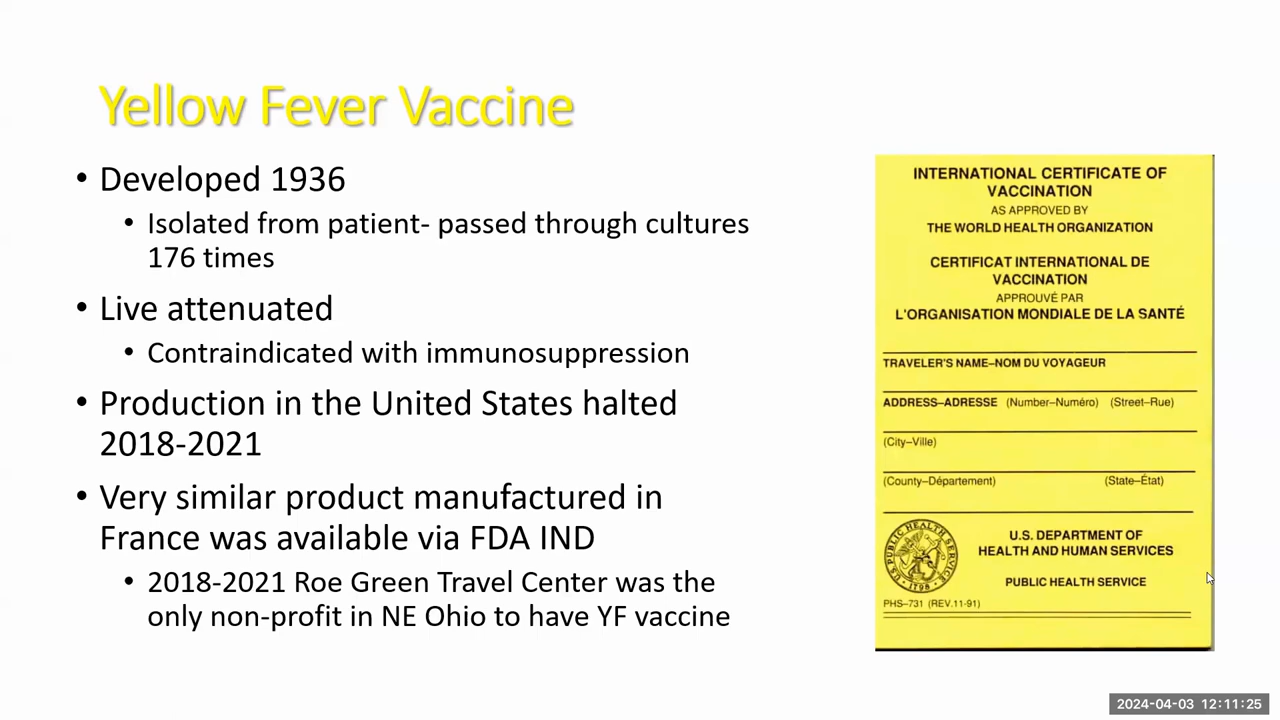 Yellow Fever Vaccine
• Developed 1936
• Isolated from patient- passed through cultures
176 times
• Live attenuated
• Contraindicated with immunosuppression
• Production in the United States halted
2018-2021
• Very similar product manufactured in
France was available via FDA IND
• 2018-2021 Roe Green Travel Center was the
only non-profit in NE Ohio to have YF vaccine
INTERNATIONAL CERTIFICATE OF
VACCINATION
AS APPROVED BY
THE WORLD HEALTH ORGANIZATION
CERTIFICAT INTERNATIONAL DE
VACCINATION
APPROUVÉ PAR
L'ORGANISATION MONDIALE DE LA SANTÉ
TRAVELER'S NAME–NOM DU VOYAGEUR
ADDRESS–ADRESSE (Number–Numéro) (Street–Rue)
(City–Ville)
(County–Département) (State–État)
U.S. PUBLIC HEALTH SERVICE
1798
U.S. DEPARTMENT OF
HEALTH AND HUMAN SERVICES
PUBLIC HEALTH SERVICE
PHS–731 (REV.11-91)
2024-04-03 12:11:25